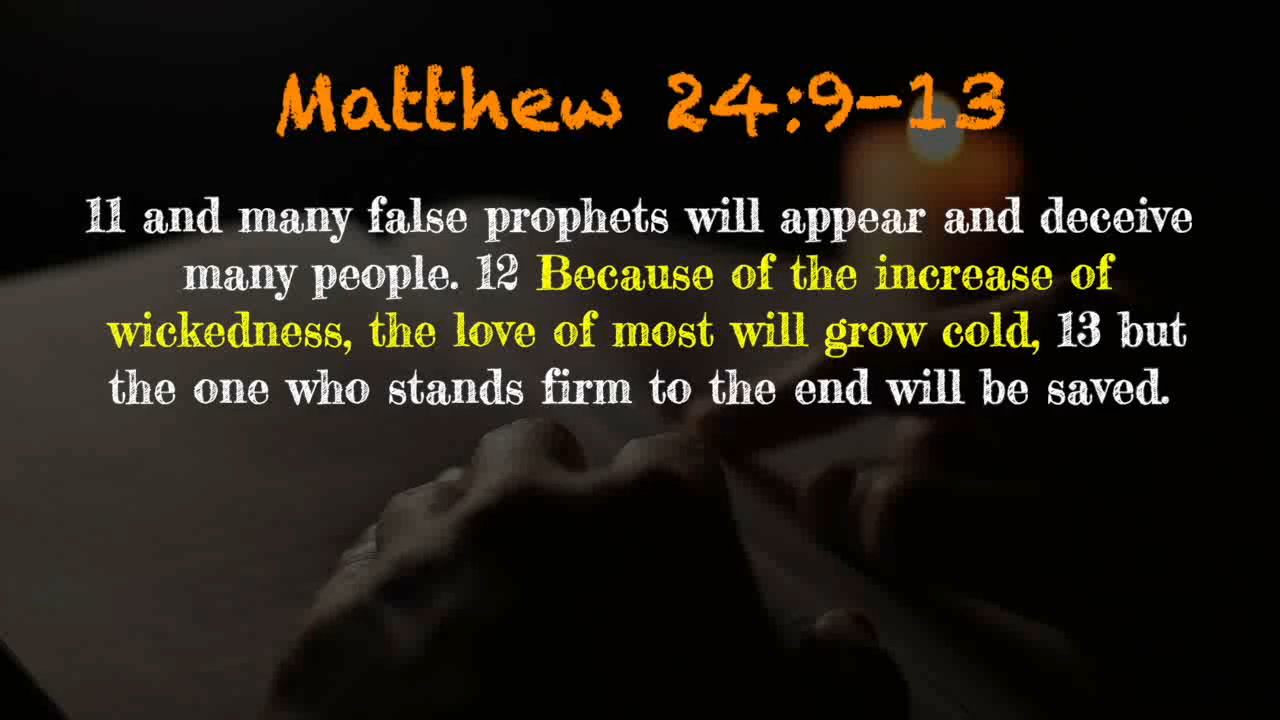 Matthew 24:9-13
11 and many false prophets will appear and deceive
many people. 12 Because of the increase of
wickedness, the love of most will grow cold, 13 but
the one who stands firm to the end will be saved.